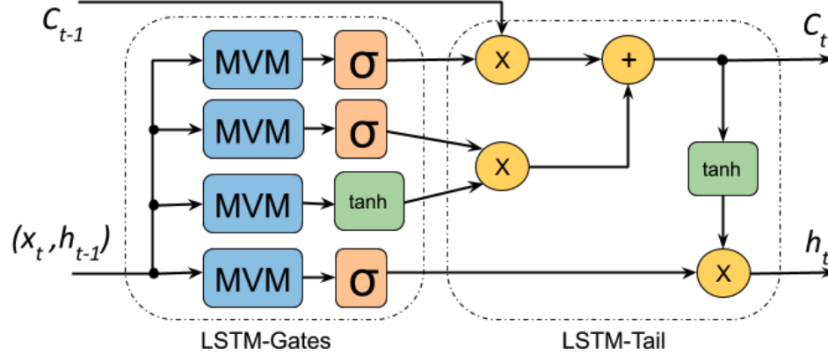 C_{t-1}
C_t
MVM σ X +
MVM σ
X
tanh
MVM tanh
(x_t, h_{t-1})
h_t
MVM σ X
LSTM-Gates LSTM-Tail